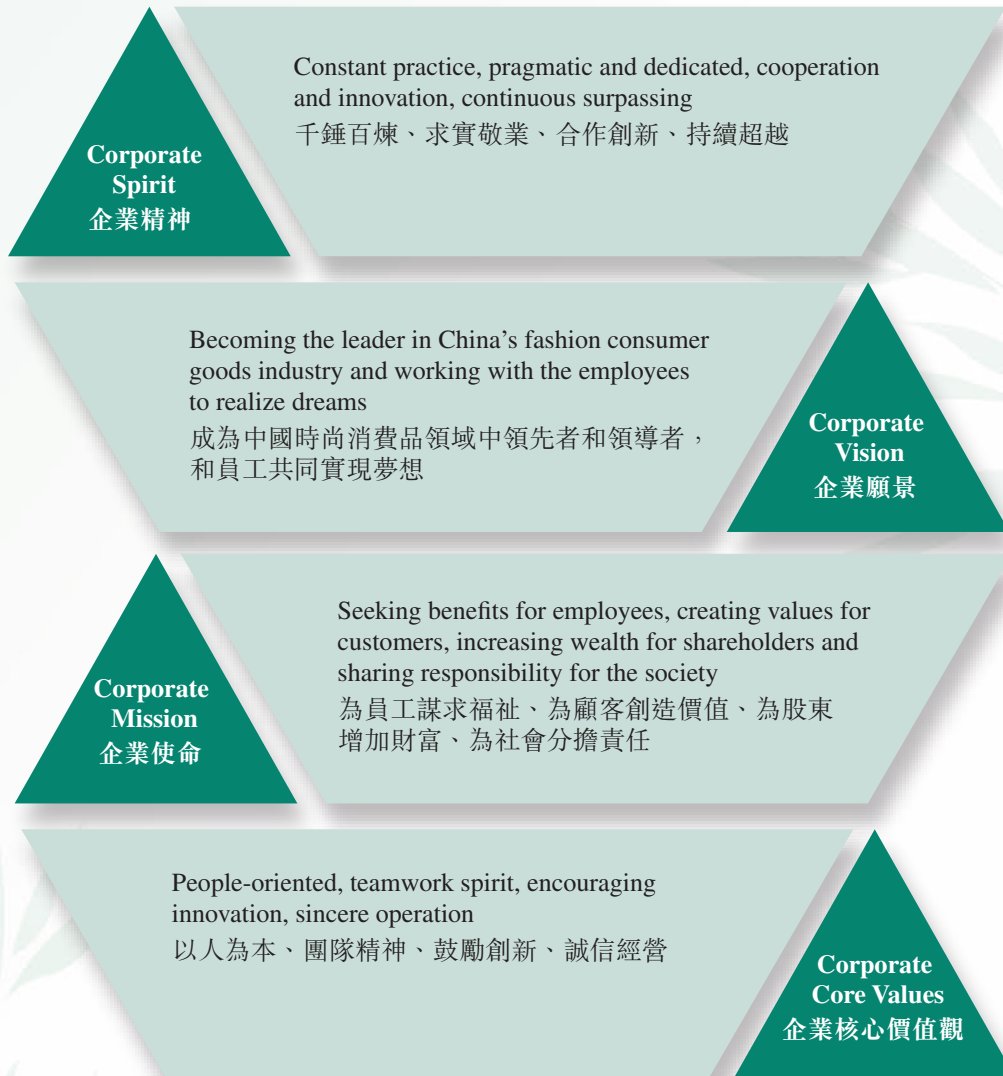 Corporate
Spirit
企業精神
Constant practice, pragmatic and dedicated, cooperation
and innovation, continuous surpassing
千錘百煉、求實敬業、合作創新、持續超越
Becoming the leader in China’s fashion consumer
goods industry and working with the employees
to realize dreams
成為中國時尚消費品領域中領先者和領導者，
和員工共同實現夢想
Corporate
Vision
企業願景
Corporate
Mission
企業使命
Seeking benefits for employees, creating values for
customers, increasing wealth for shareholders and
sharing responsibility for the society
為員工謀求福祉、為顧客創造價值、為股東
增加財富、為社會分擔責任
People-oriented, teamwork spirit, encouraging
innovation, sincere operation
以人為本、團隊精神、鼓勵創新、誠信經營
Corporate
Core Values
企業核心價值觀